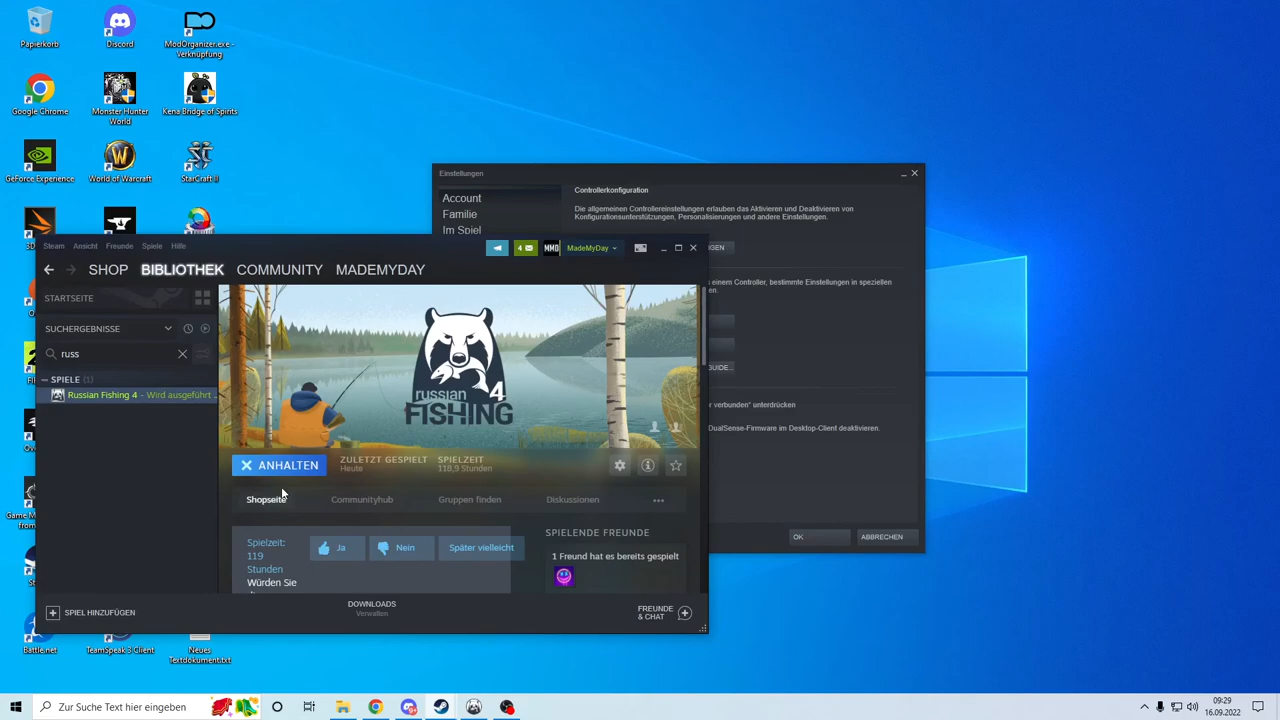 Papierkorb
Discord
ModOrganizer.exe -
Verknüpfung
Google Chrome
Monster Hunter
World
Kena Bridge of Spirits
GeForce Experience
World of Warcraft
StarCraft II
Einstellungen
Account
Familie
Im Spiel
Controllerkonfiguration
Die allgemeinen Controllereinstellungen erlauben das Aktivieren und Deaktivieren von
Konfigurationsunterstützungen, Personalisierungen und andere Einstellungen.
GEN
einem Controller, bestimmte Einstellungen in speziellen
en.
GUIDE...
r verbunden" unterdrücken
DualSense-Firmware im Desktop-Client deaktivieren.
OK
ABBRECHEN
Steam
Ansicht
Freunde
Spiele
Hilfe
4
MMD
MadeMyDay
SHOP
BIBLIOTHEK
COMMUNITY
MADEMYDAY
STARTSEITE
SUCHERGEBNISSE
russ
SPIELE (1)
Russian Fishing 4 - Wird ausgeführt
russian
4
FISHING
ANHALTEN
ZULETZT GESPIELT
Heute
SPIELZEIT
118,9 Stunden
Shopseite
Communityhub
Gruppen finden
Diskussionen
Spielzeit:
119
Stunden
Würden Sie
Ja
Nein
Später vielleicht
SPIELENDE FREUNDE
1 Freund hat es bereits gespielt
SPIEL HINZUFÜGEN
DOWNLOADS
Verwalten
FREUNDE
& CHAT
Battle.net
TeamSpeak 3 Client
Neues
Textdokument.txt
Zur Suche Text hier eingeben
09:29
16.09.2022